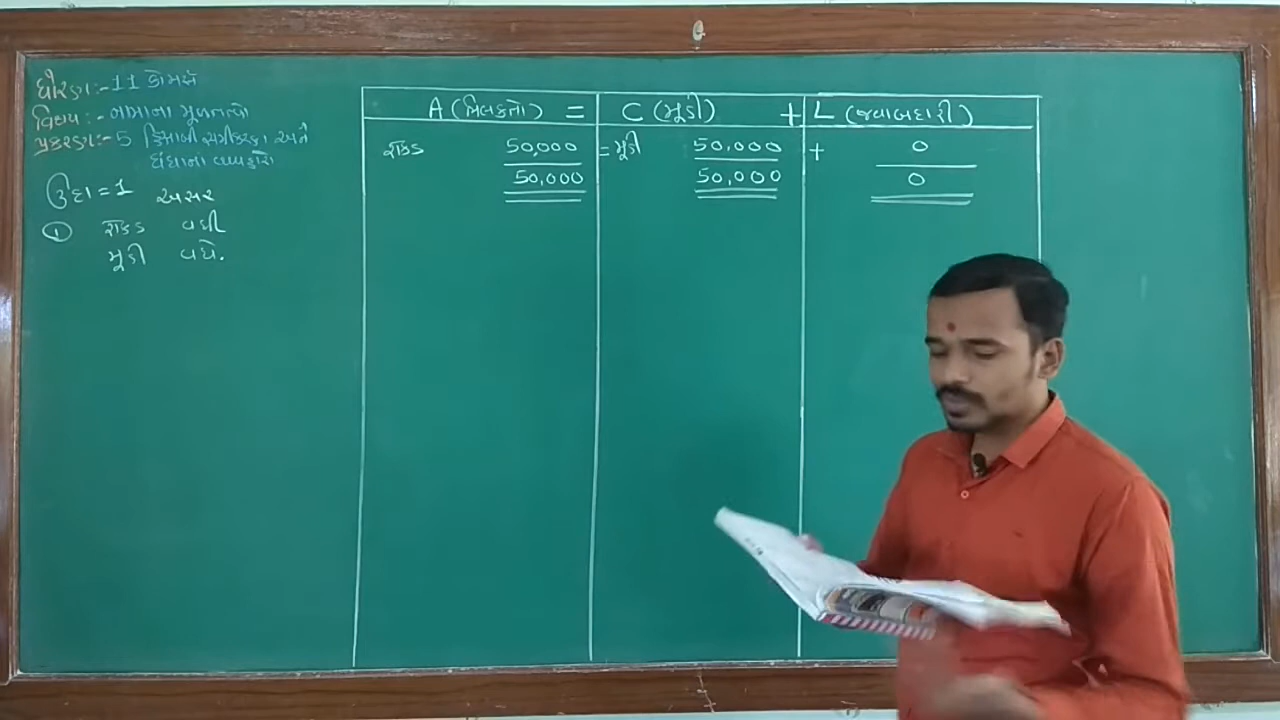 ધોરણ:- 11 કોમર્સ
વિષય:- નામાના મૂળતત્વો
પ્રકરણ:- 5 હિસાબી સમીકરણ અને
ધંધાના વ્યવહારો
ઉદા = 1 અસર
1 રોકડ વધી
મૂડી વધે.
A (મિલકતો) = C (મૂડી) + L (જવાબદારી)
રોકડ 50,000 = મૂડી 50,000 + 0
50,000 50,000 0